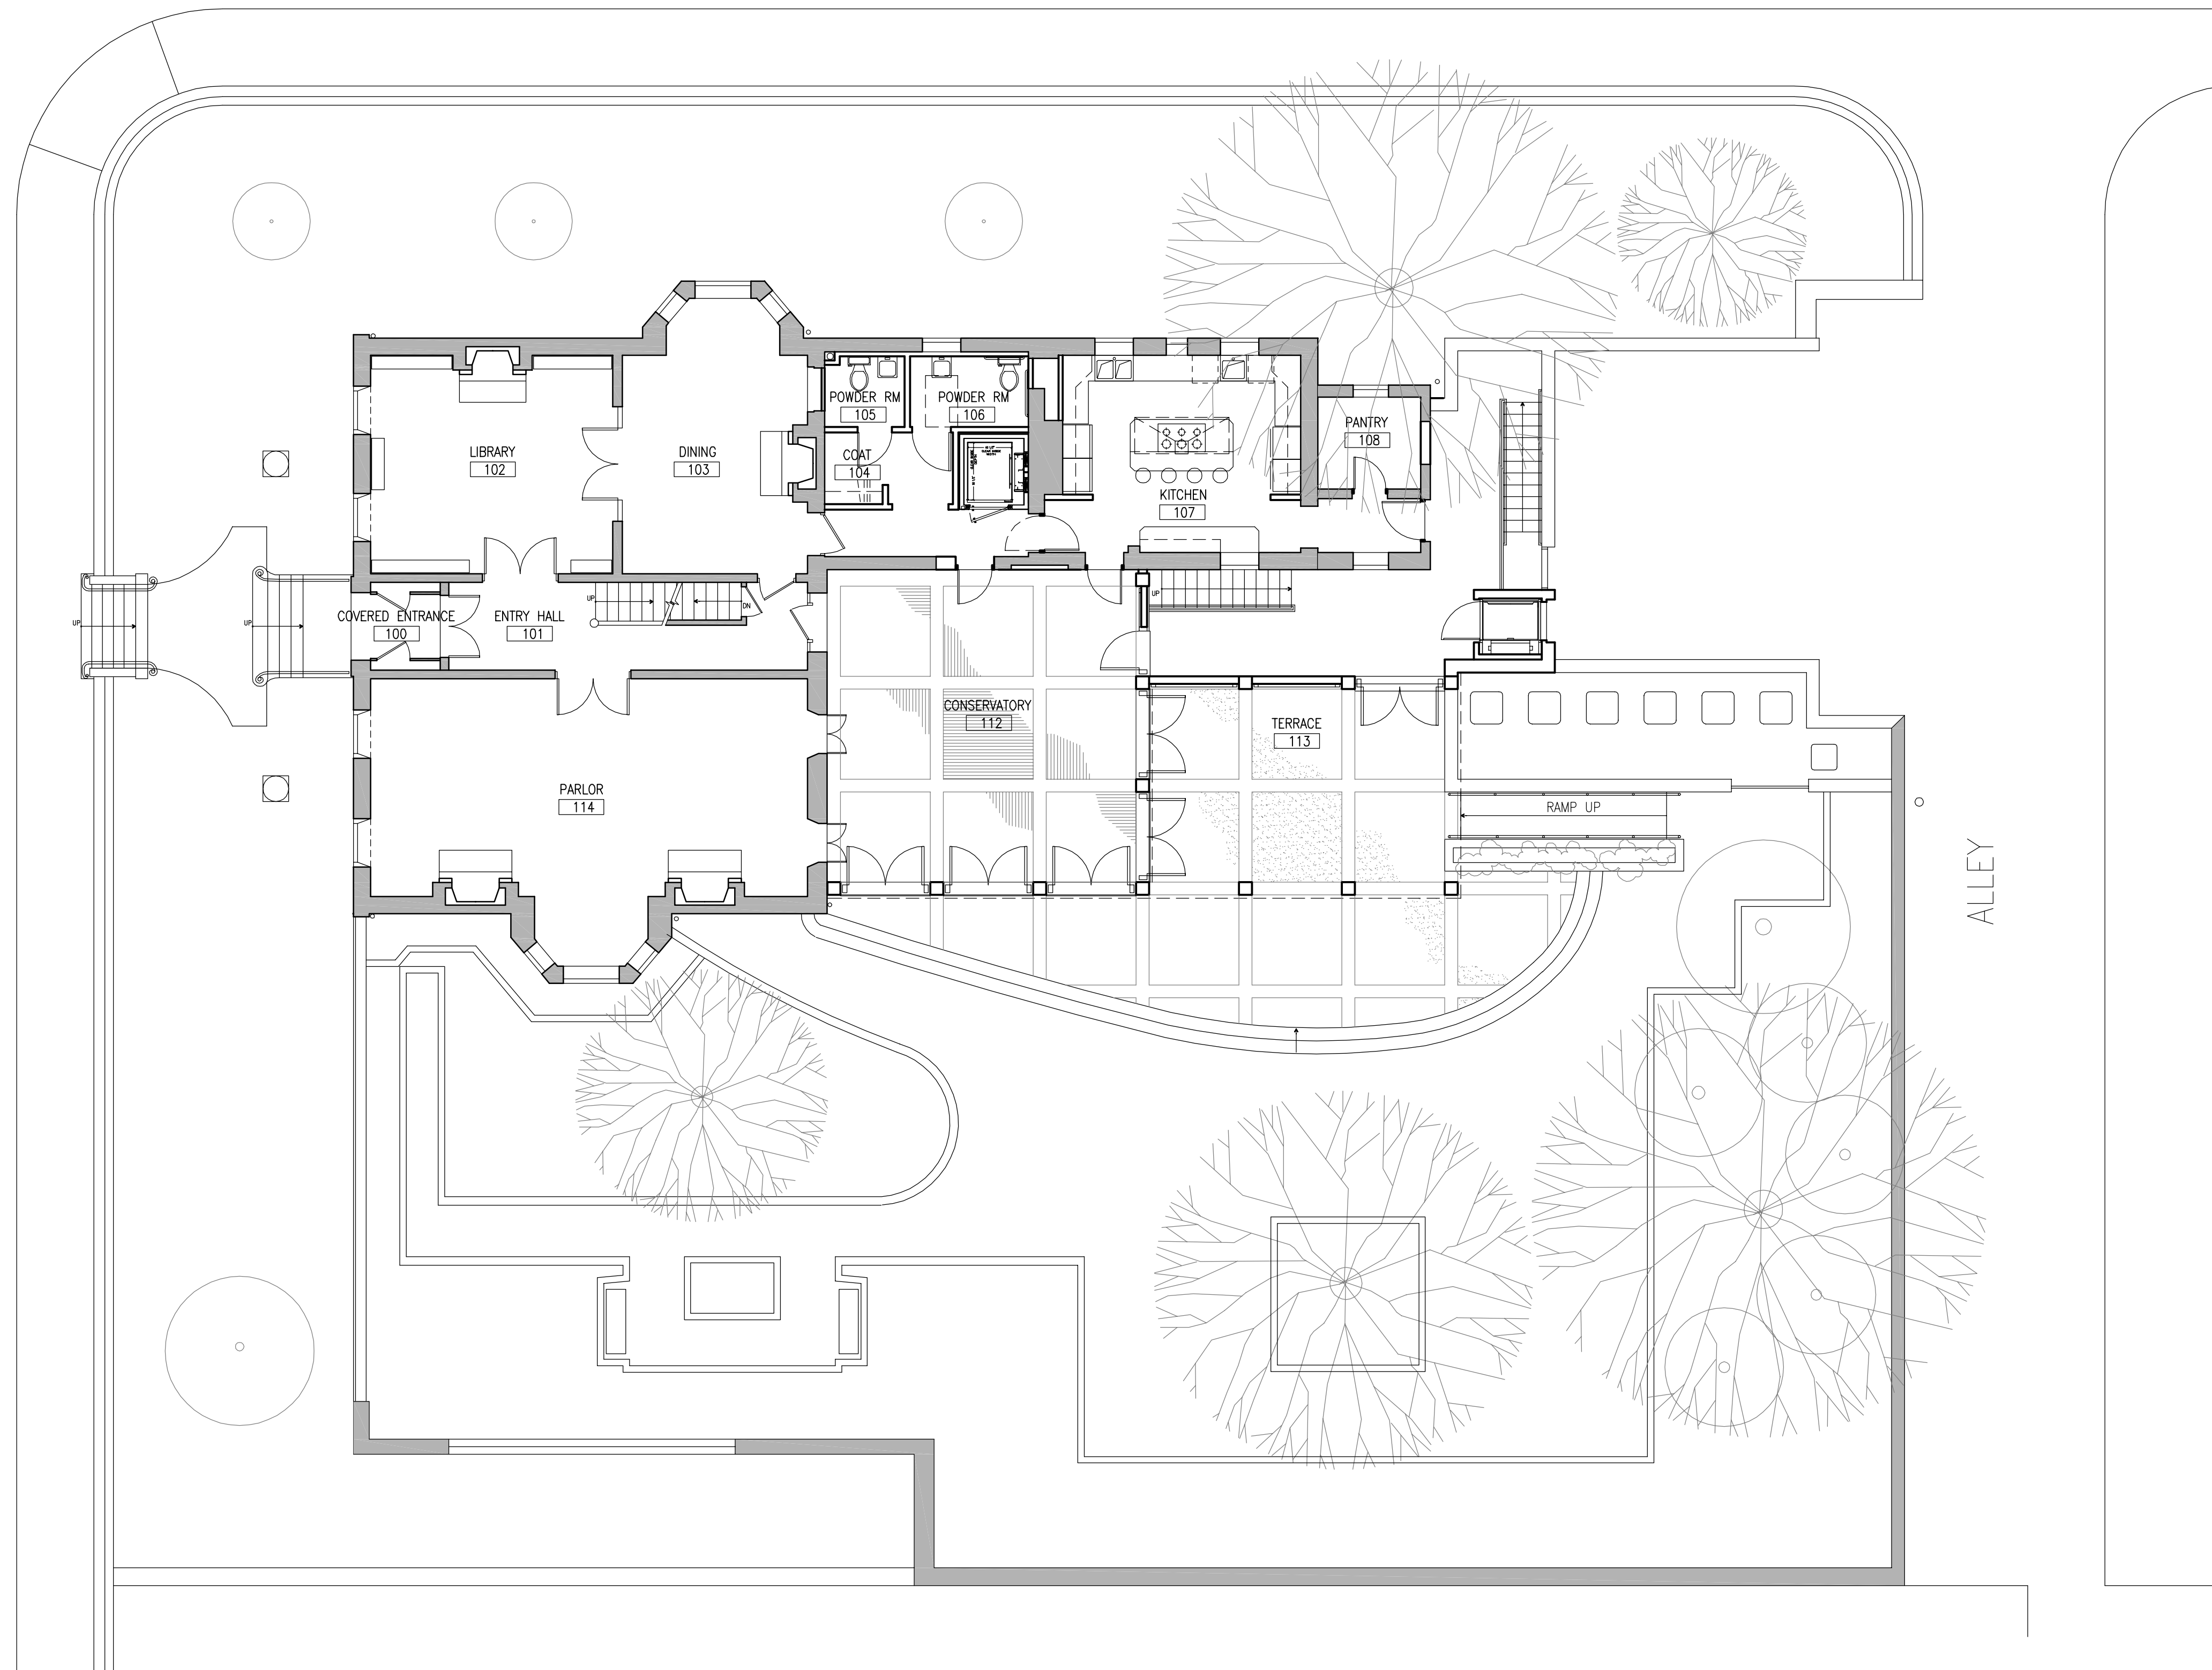 POWDER RM
105
POWDER RM
106
PANTRY
108
LIBRARY
102
DINING
103
COAT
104
KITCHEN
107
UP
UP
COVERED ENTRANCE
100
ENTRY HALL
101
UP
DN
UP
CONSERVATORY
112
TERRACE
113
PARLOR
114
RAMP UP
ALLEY